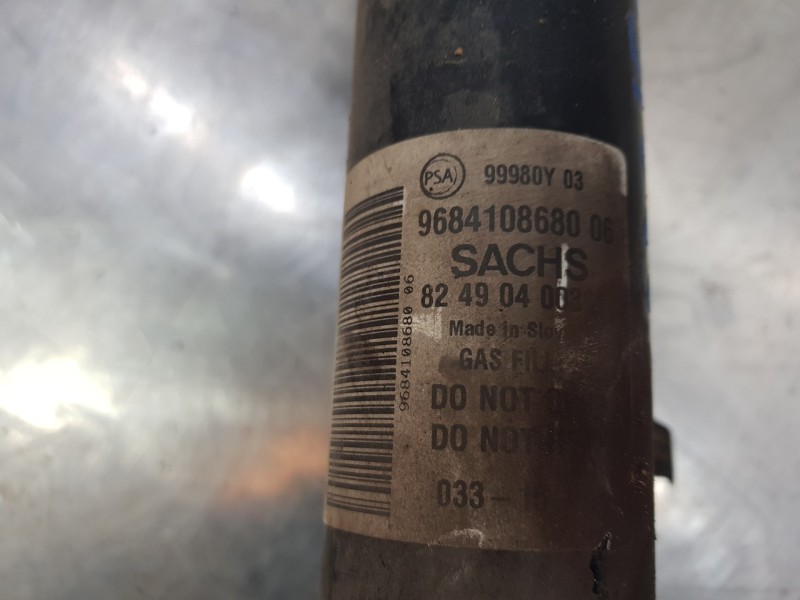 PSA 99980Y 03
9684108680 06
SACHS
82 49 04
Made in
GAS
DO NOT
DO NOT
033-
9684108680 06